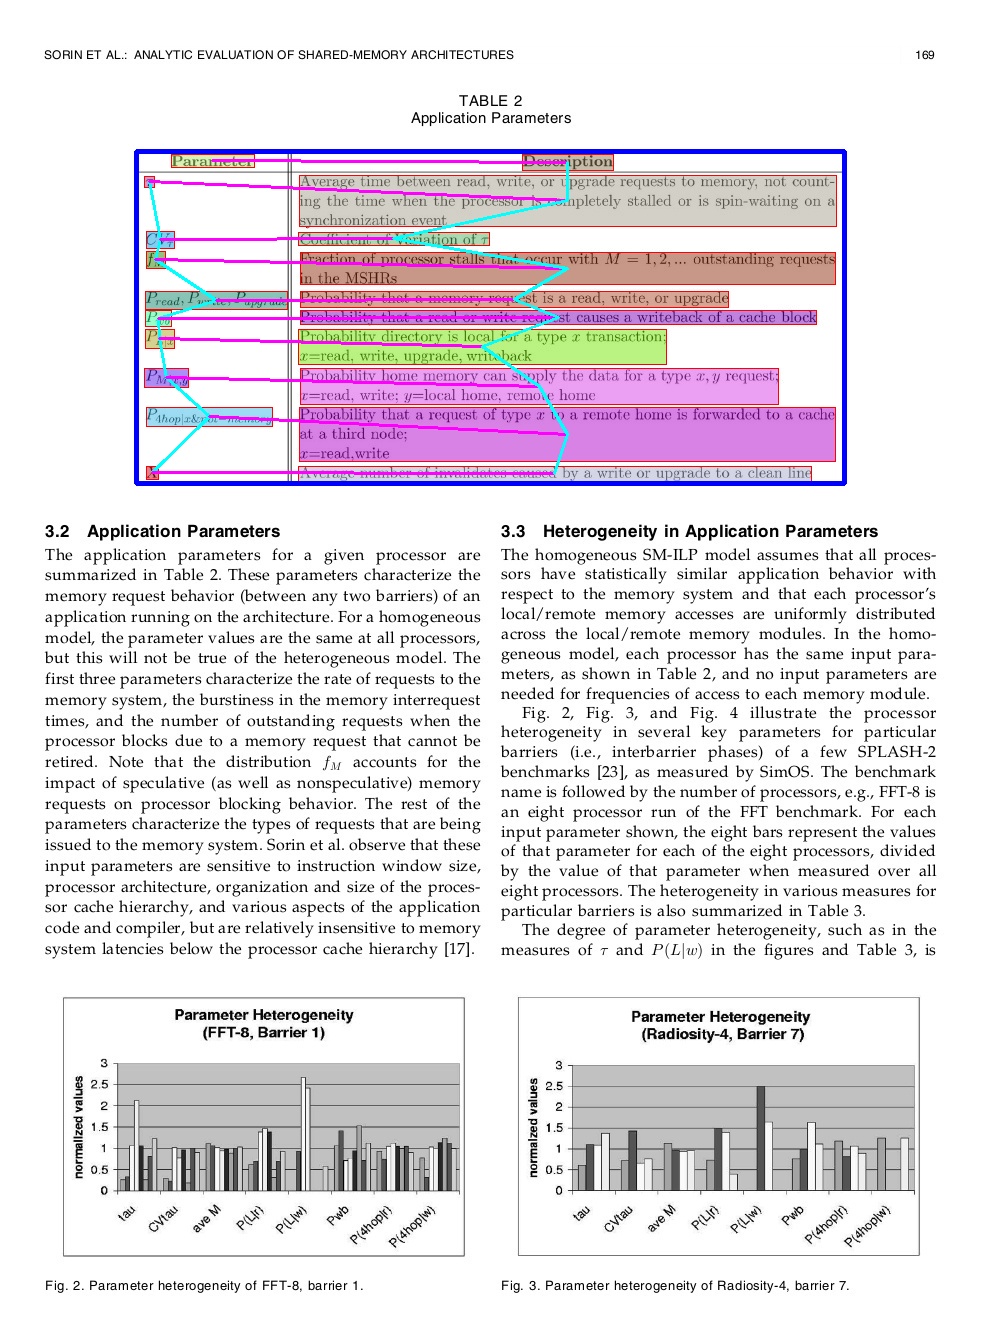 SORIN ET AL.: ANALYTIC EVALUATION OF SHARED-MEMORY ARCHITECTURES 169
TABLE 2
Application Parameters
Parameter Description
τ Average time between read, write, or upgrade requests to memory, not count-
ing the time when the processor is completely stalled or is spin-waiting on a
synchronization event
CVτ Coefficient of Variation of τ
fM Fraction of processor stalls that occur with M = 1, 2, ... outstanding requests
in the MSHRs
Pread, Pwrite, Pupgrade Probability that a memory request is a read, write, or upgrade
Probability that a read or write request causes a writeback of a cache block
Probability directory is local for a type x transaction;
x=read, write, upgrade, writeback
Probability home memory can supply the data for a type x, y request;
x=read, write; y=local home, remote home
P4hop|x&not-memory Probability that a request of type x to a remote home is forwarded to a cache
at a third node;
x=read,write
X Average number of invalidates caused by a write or upgrade to a clean line
3.2 Application Parameters
The application parameters for a given processor are
summarized in Table 2. These parameters characterize the
memory request behavior (between any two barriers) of an
application running on the architecture. For a homogeneous
model, the parameter values are the same at all processors,
but this will not be true of the heterogeneous model. The
first three parameters characterize the rate of requests to the
memory system, the burstiness in the memory interrequest
times, and the number of outstanding requests when the
processor blocks due to a memory request that cannot be
retired. Note that the distribution fM accounts for the
impact of speculative (as well as nonspeculative) memory
requests on processor blocking behavior. The rest of the
parameters characterize the types of requests that are being
issued to the memory system. Sorin et al. observe that these
input parameters are sensitive to instruction window size,
processor architecture, organization and size of the proces-
sor cache hierarchy, and various aspects of the application
code and compiler, but are relatively insensitive to memory
system latencies below the processor cache hierarchy [17].
3.3 Heterogeneity in Application Parameters
The homogeneous SM-ILP model assumes that all proces-
sors have statistically similar application behavior with
respect to the memory system and that each processor's
local/remote memory accesses are uniformly distributed
across the local/remote memory modules. In the homo-
geneous model, each processor has the same input para-
meters, as shown in Table 2, and no input parameters are
needed for frequencies of access to each memory module.
Fig. 2, Fig. 3, and Fig. 4 illustrate the processor
heterogeneity in several key parameters for particular
barriers (i.e., interbarrier phases) of a few SPLASH-2
benchmarks [23], as measured by SimOS. The benchmark
name is followed by the number of processors, e.g., FFT-8 is
an eight processor run of the FFT benchmark. For each
input parameter shown, the eight bars represent the values
of that parameter for each of the eight processors, divided
by the value of that parameter when measured over all
eight processors. The heterogeneity in various measures for
particular barriers is also summarized in Table 3.
The degree of parameter heterogeneity, such as in the
measures of τ and P(L|w) in the figures and Table 3, is
Parameter Heterogeneity
(FFT-8, Barrier 1)
normalized values
3
2.5
2
1.5
1
0.5
0
tau CVtau ave M P(L|r) P(L|w) Pwb P(4hop|r) P(4hop|w)
Fig. 2. Parameter heterogeneity of FFT-8, barrier 1.
Parameter Heterogeneity
(Radiosity-4, Barrier 7)
normalzed values
3
2.5
2
1.5
1
0.5
0
tau CVtau ave M P(L|r) P(L|w) Pwb P(4hop|r) P(4hop|w)
Fig. 3. Parameter heterogeneity of Radiosity-4, barrier 7.